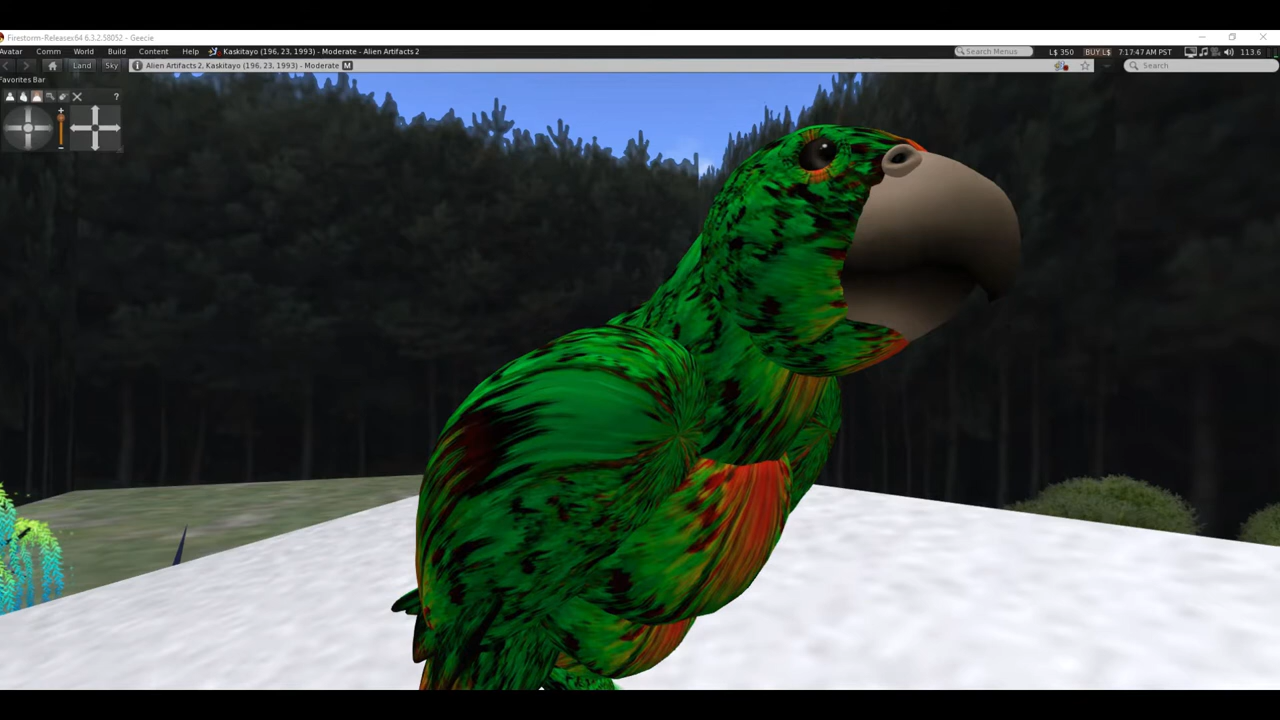 Firestorm-Releasex64 6.3.2.58052 - Geecie
Avatar Comm World Build Content Help Kaskitayo (196, 23, 1993) - Moderate - Alien Artifacts 2 Search Menus L$ 350 BUY L$ 7:17:47 AM PST 113.6
Land Sky Alien Artifacts 2, Kaskitayo (196, 23, 1993) - Moderate M Search
Favorites Bar
?